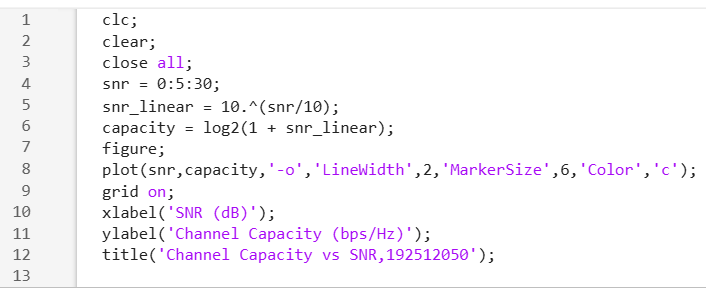 1 clc;
2 clear;
3 close all;
4 snr = 0:5:30;
5 snr_linear = 10.^(snr/10);
6 capacity = log2(1 + snr_linear);
7 figure;
8 plot(snr,capacity,'-o','LineWidth',2,'MarkerSize',6,'Color','c');
9 grid on;
10 xlabel('SNR (dB)');
11 ylabel('Channel Capacity (bps/Hz)');
12 title('Channel Capacity vs SNR,192512050');
13